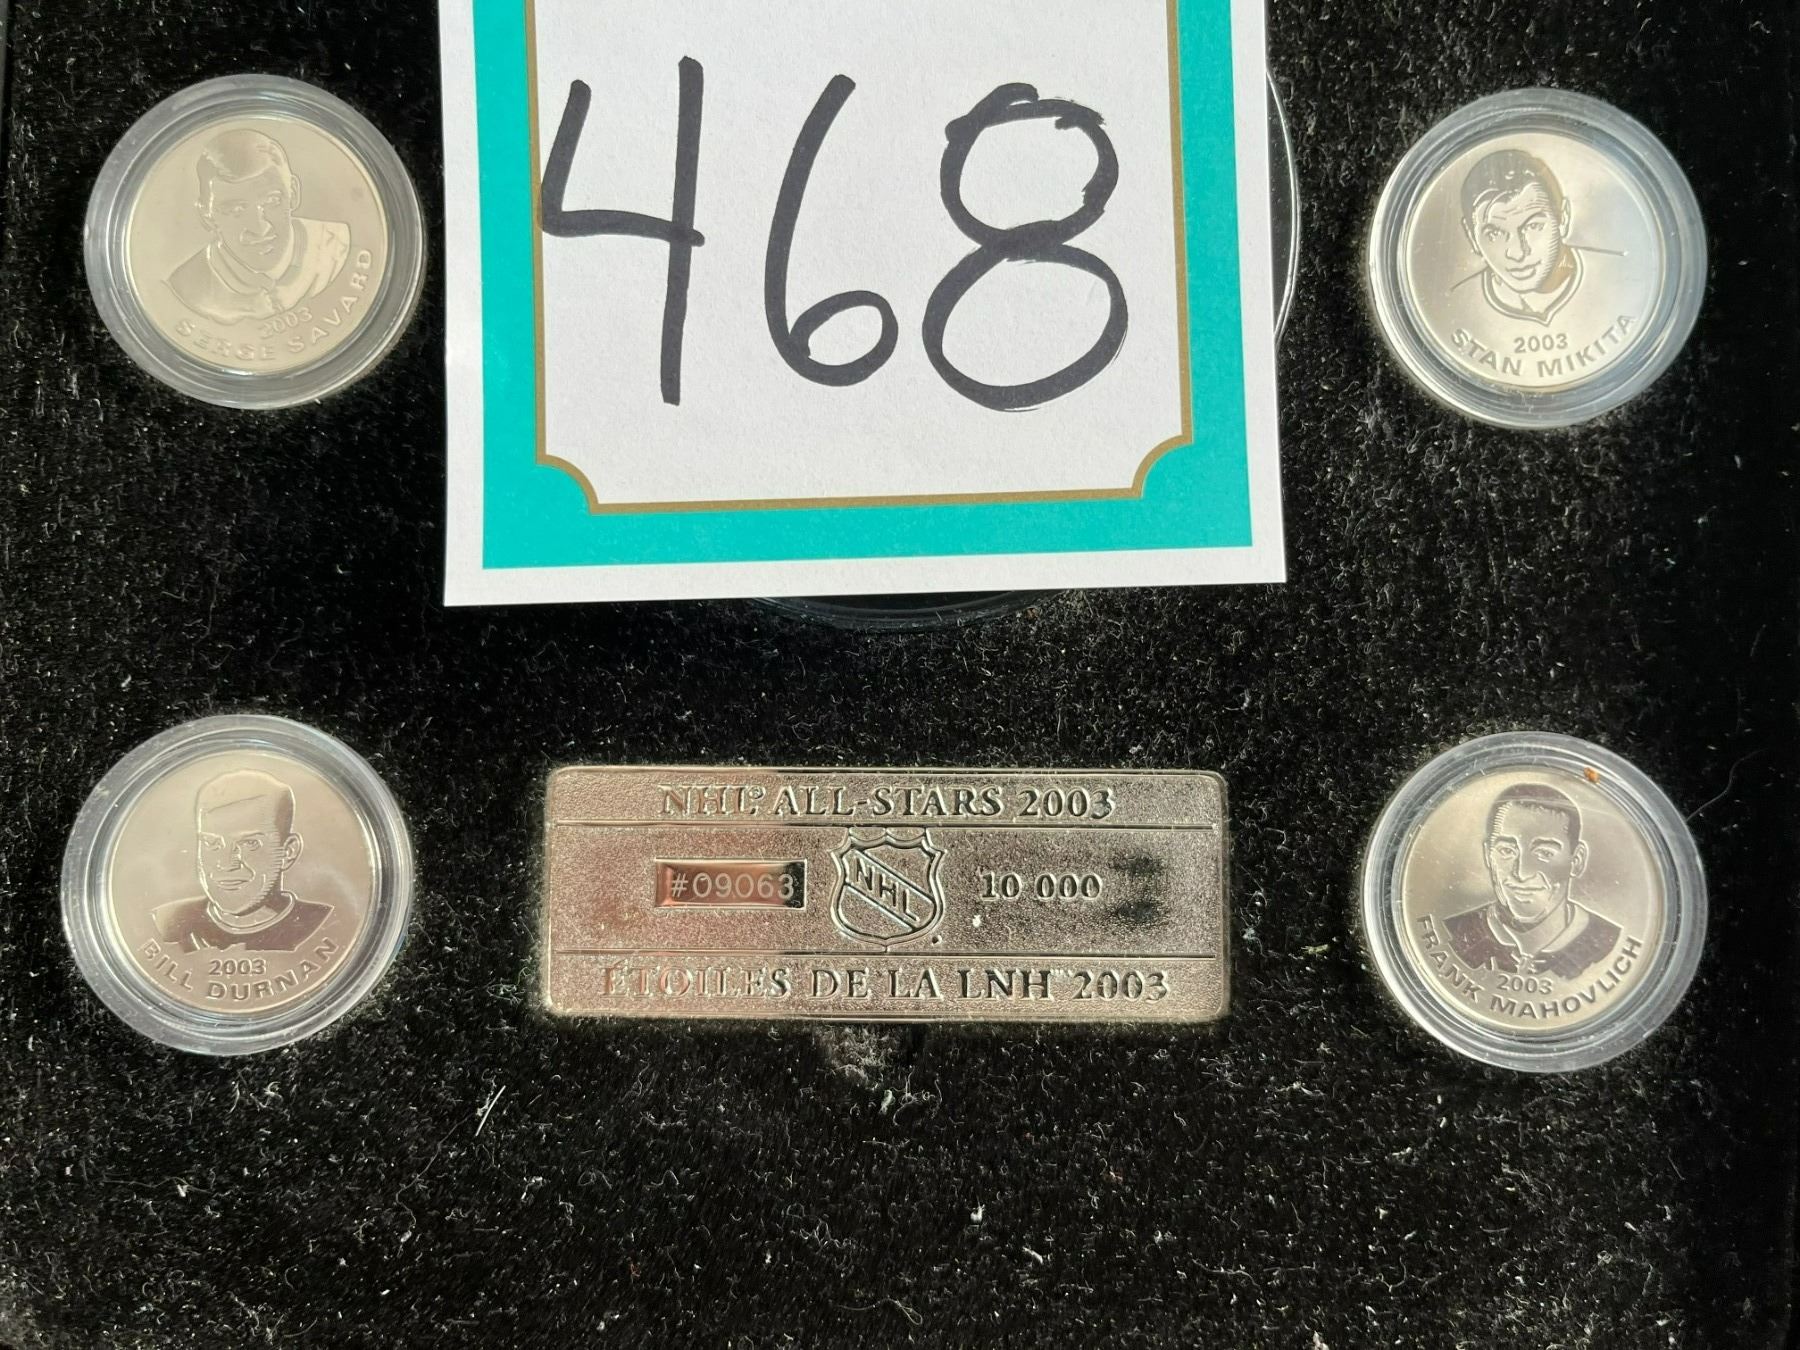 468
2003
SERGE SAVARD
2003
STAN MIKITA
2003
BILL DURNAN
NHL® ALL-STARS 2003
#09063 NHL 10 000
ÉTOILES DE LA LNH™ 2003
2003
FRANK MAHOVLICH